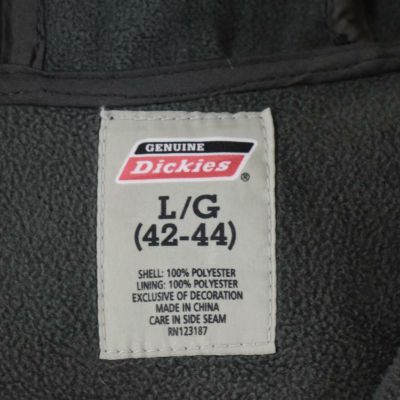 GENUINE
Dickies®
L/G
(42-44)
SHELL: 100% POLYESTER
LINING: 100% POLYESTER
EXCLUSIVE OF DECORATION
MADE IN CHINA
CARE IN SIDE SEAM
RN123187